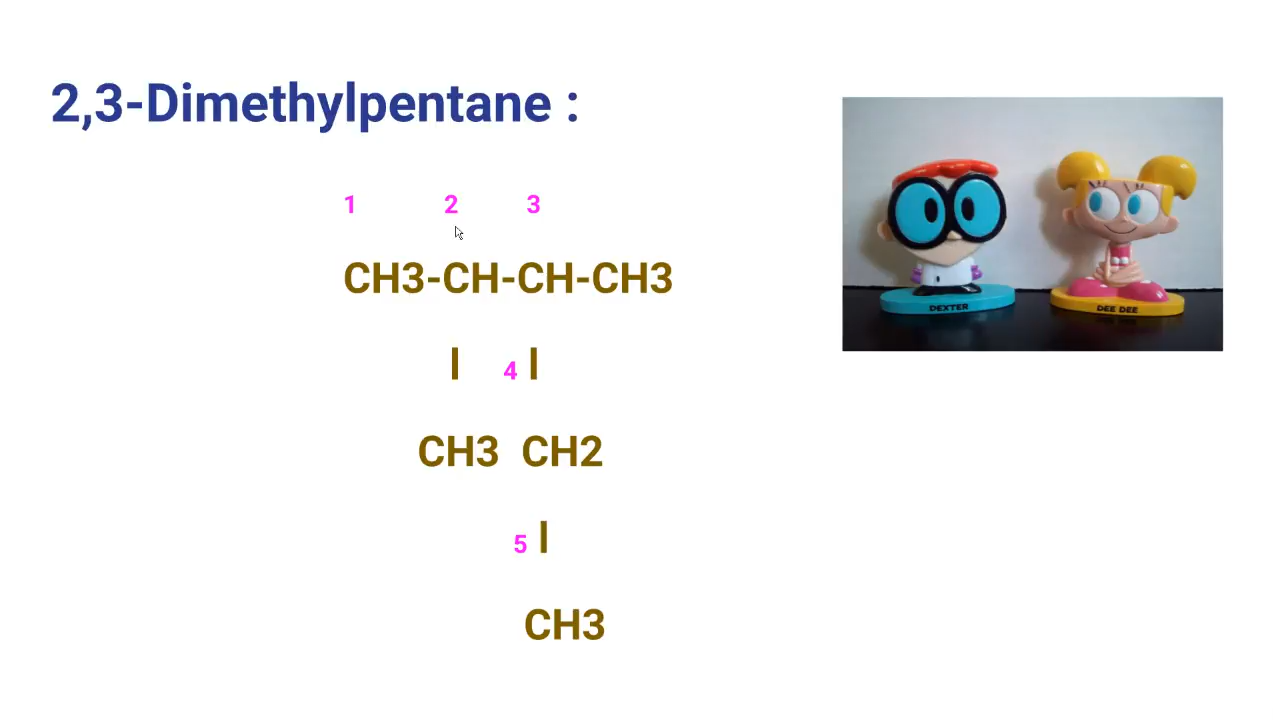 2,3-Dimethylpentane :
1 2 3
CH3-CH-CH-CH3
I 4 I
CH3 CH2
5 I
CH3
DEXTER
DEE DEE